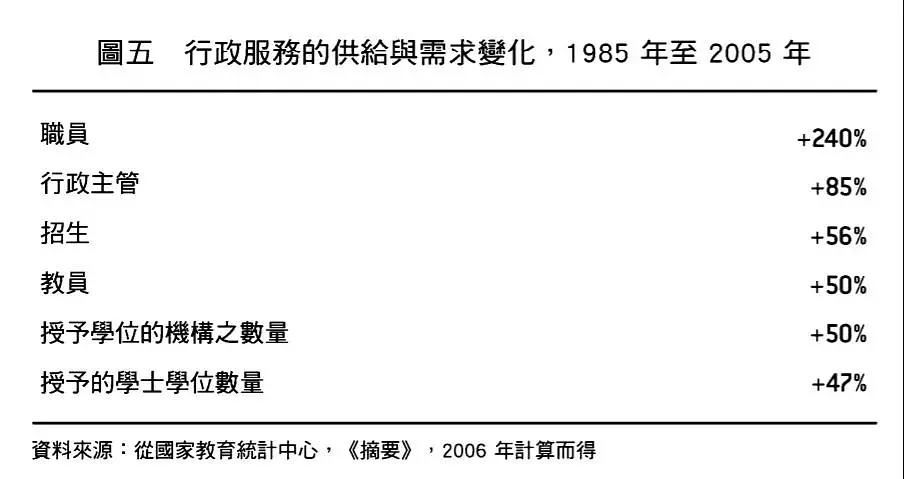 圖五　行政服務的供給與需求變化，1985 年至 2005 年
職員 +240%
行政主管 +85%
招生 +56%
教員 +50%
授予學位的機構之數量 +50%
授予的學士學位數量 +47%
資料來源：從國家教育統計中心，《摘要》，2006 年計算而得